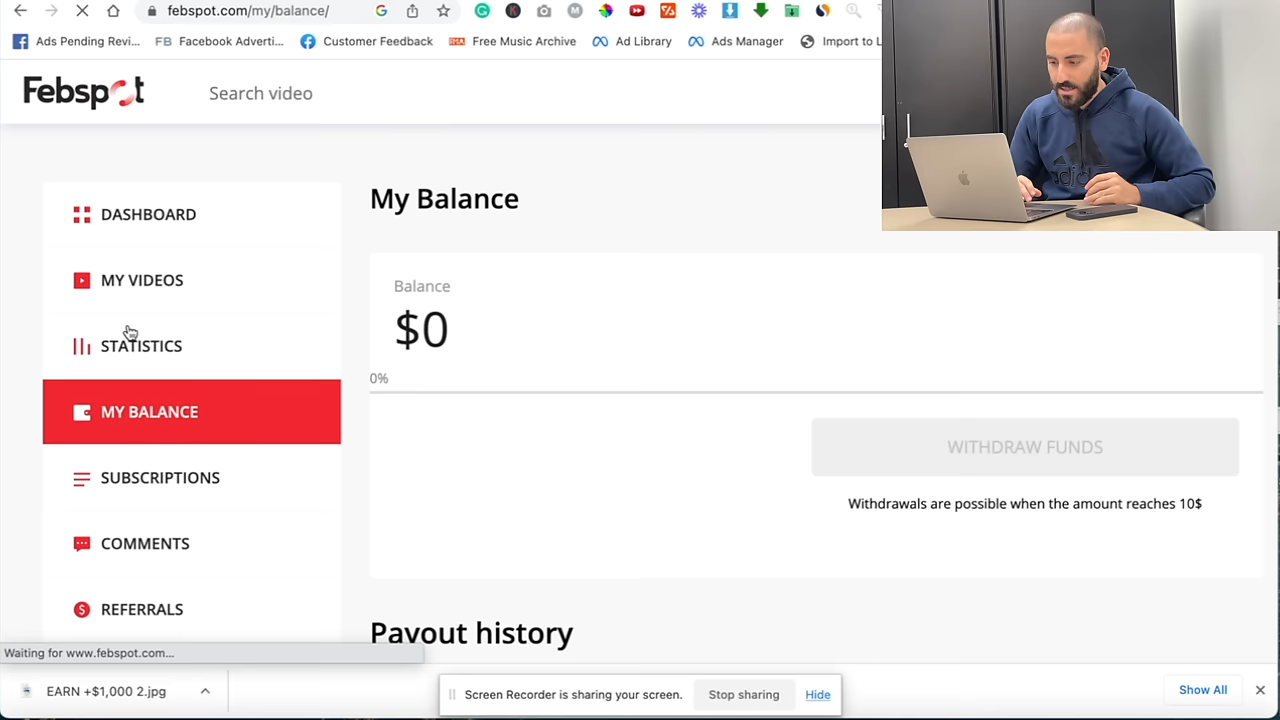 febspot.com/my/balance/
Ads Pending Revi... Facebook Adverti... Customer Feedback Free Music Archive Ad Library Ads Manager Import to L
Febspot Search video
DASHBOARD
MY VIDEOS
STATISTICS
MY BALANCE
SUBSCRIPTIONS
COMMENTS
REFERRALS
My Balance
Balance
$0
0%
WITHDRAW FUNDS
Withdrawals are possible when the amount reaches 10$
Payout history
Waiting for www.febspot.com...
EARN +$1,000 2.jpg
Screen Recorder is sharing your screen. Stop sharing Hide
Show All